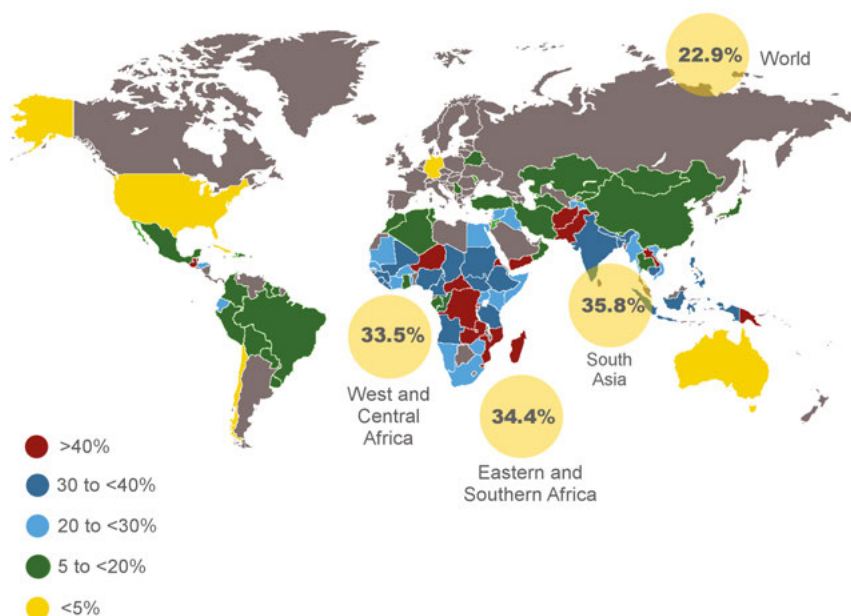 22.9%
World
33.5%
West and
Central
Africa
35.8%
South
Asia
34.4%
Eastern and
Southern Africa
>40%
30 to <40%
20 to <30%
5 to <20%
<5%